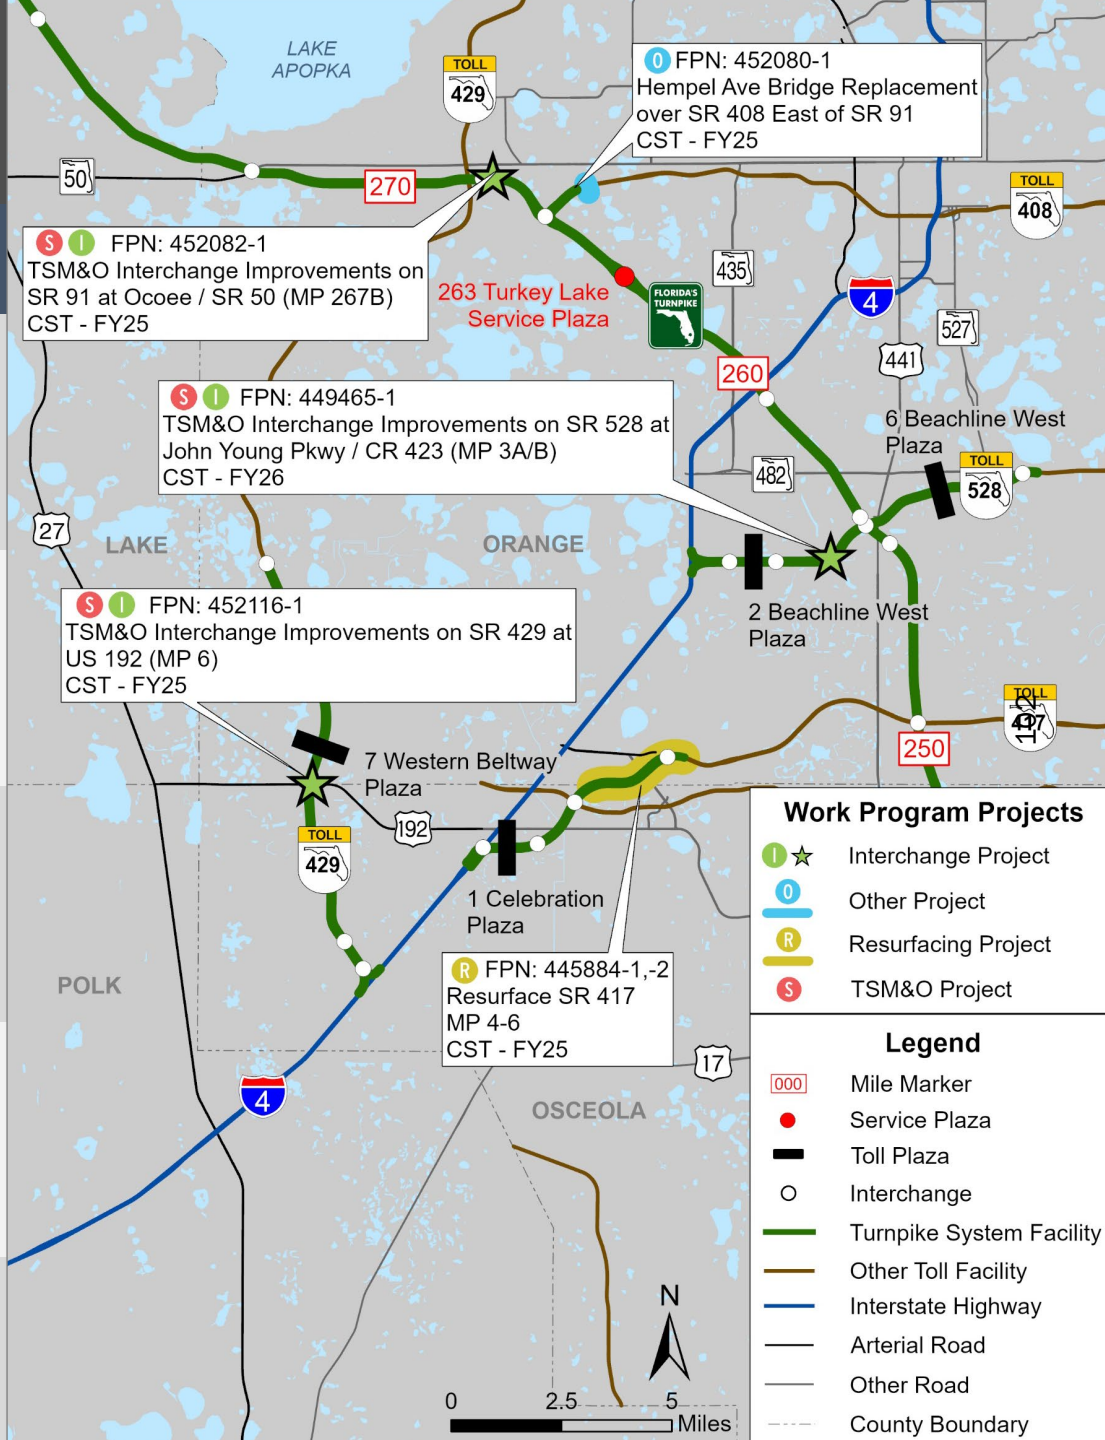 LAKE
APOPKA
TOLL
429
O FPN: 452080-1
Hempel Ave Bridge Replacement
over SR 408 East of SR 91
CST - FY25
50
270
TOLL
408
S I FPN: 452082-1
TSM&O Interchange Improvements on
SR 91 at Ocoee / SR 50 (MP 267B)
CST - FY25
435
263 Turkey Lake
Service Plaza
FLORIDA'S
TURNPIKE
4
527
441
260
S I FPN: 449465-1
TSM&O Interchange Improvements on SR 528 at
John Young Pkwy / CR 423 (MP 3A/B)
CST - FY26
6 Beachline West
Plaza
482
TOLL
528
27
LAKE
ORANGE
S I FPN: 452116-1
TSM&O Interchange Improvements on SR 429 at
US 192 (MP 6)
CST - FY25
2 Beachline West
Plaza
TOLL
417
192
250
7 Western Beltway
Plaza
192
TOLL
429
1 Celebration
Plaza
POLK
R FPN: 445884-1,-2
Resurface SR 417
MP 4-6
CST - FY25
17
4
OSCEOLA
N
0 2.5 5
Miles
Work Program Projects
I Interchange Project
O Other Project
R Resurfacing Project
S TSM&O Project
Legend
000 Mile Marker
Service Plaza
Toll Plaza
Interchange
Turnpike System Facility
Other Toll Facility
Interstate Highway
Arterial Road
Other Road
County Boundary